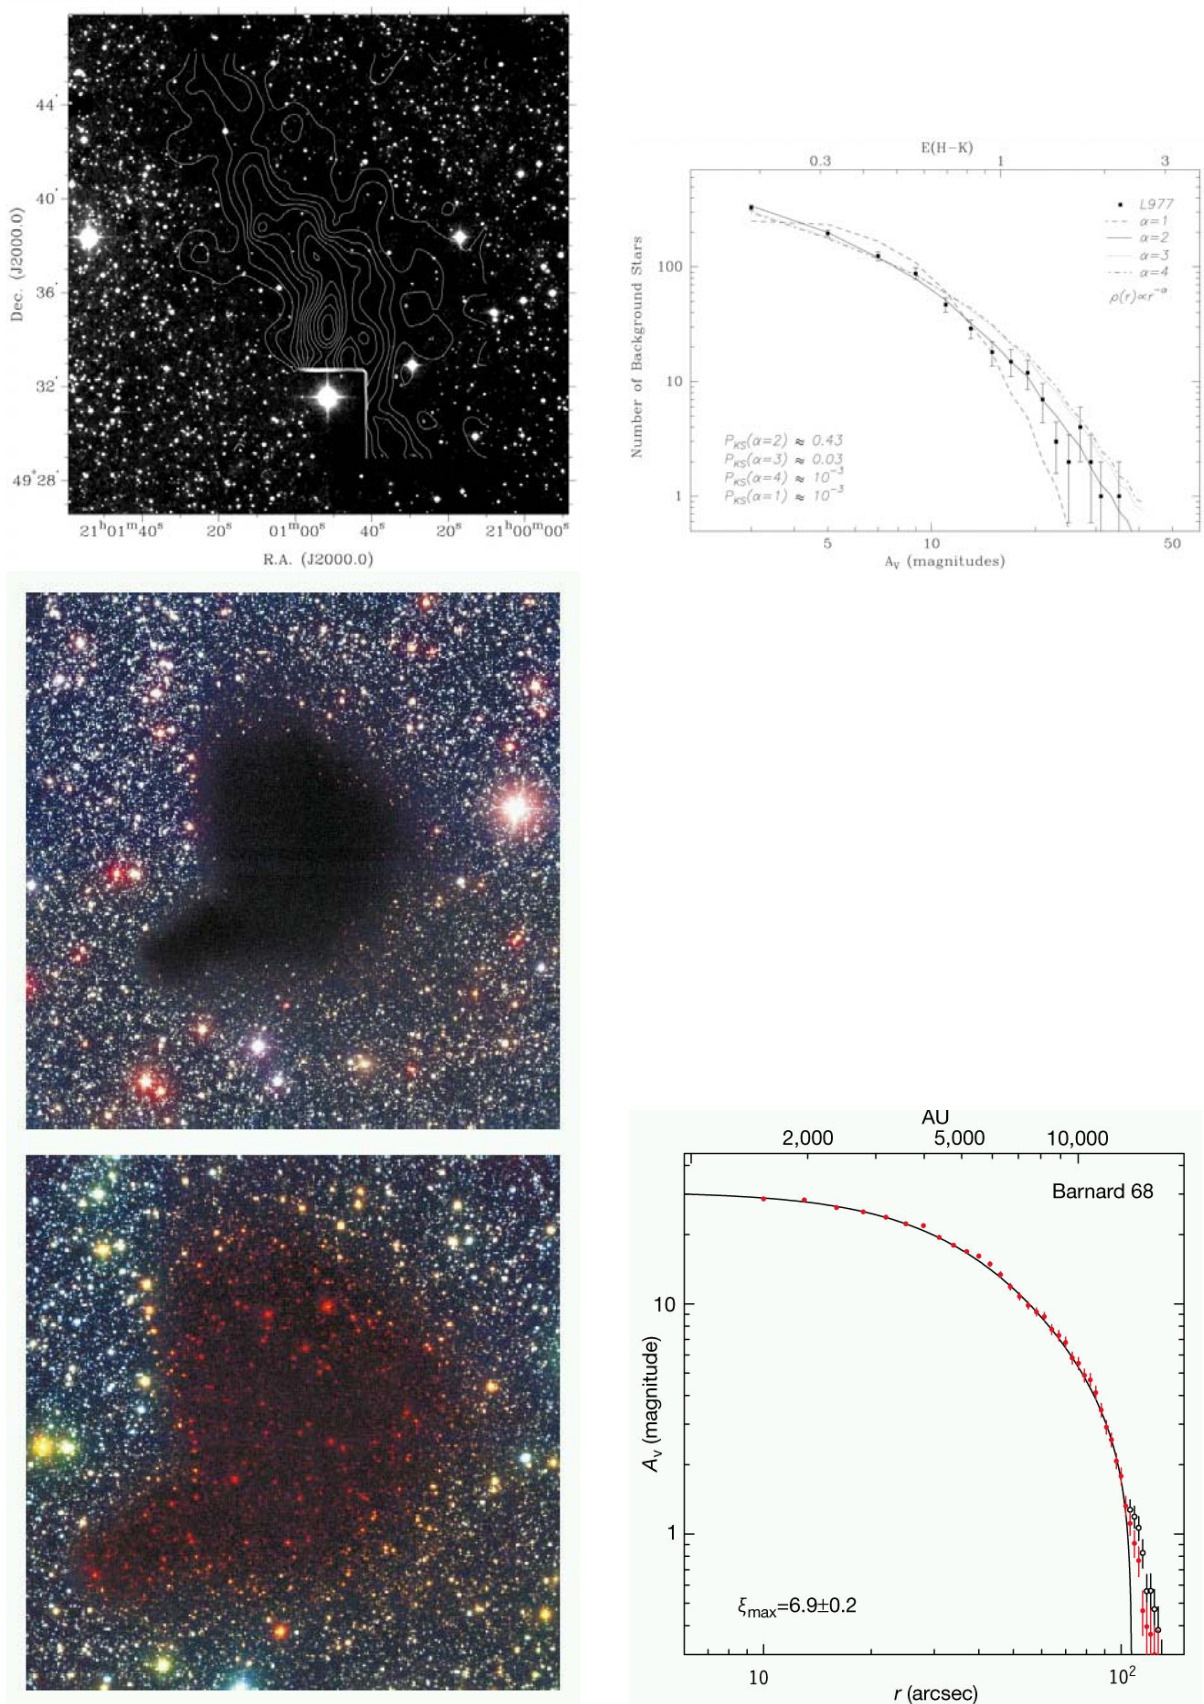 44'
40'
36'
32'
49°28'
Dec. (J2000.0)
21ʰ01ᵐ40ˢ 20ˢ 01ᵐ00ˢ 40ˢ 20ˢ 21ʰ00ᵐ00ˢ
R.A. (J2000.0)
E(H−K)
0.3 1 3
Number of Background Stars
100
10
1
L977
α=1
α=2
α=3
α=4
ρ(r)∝r⁻ᵅ
P_KS(α=2) ≈ 0.43
P_KS(α=3) ≈ 0.03
P_KS(α=4) ≈ 10⁻³
P_KS(α=1) ≈ 10⁻³
5 10 50
A_V (magnitudes)
AU
2,000 5,000 10,000
Barnard 68
A_v (magnitude)
10
1
ξ_max=6.9±0.2
10 10²
r (arcsec)